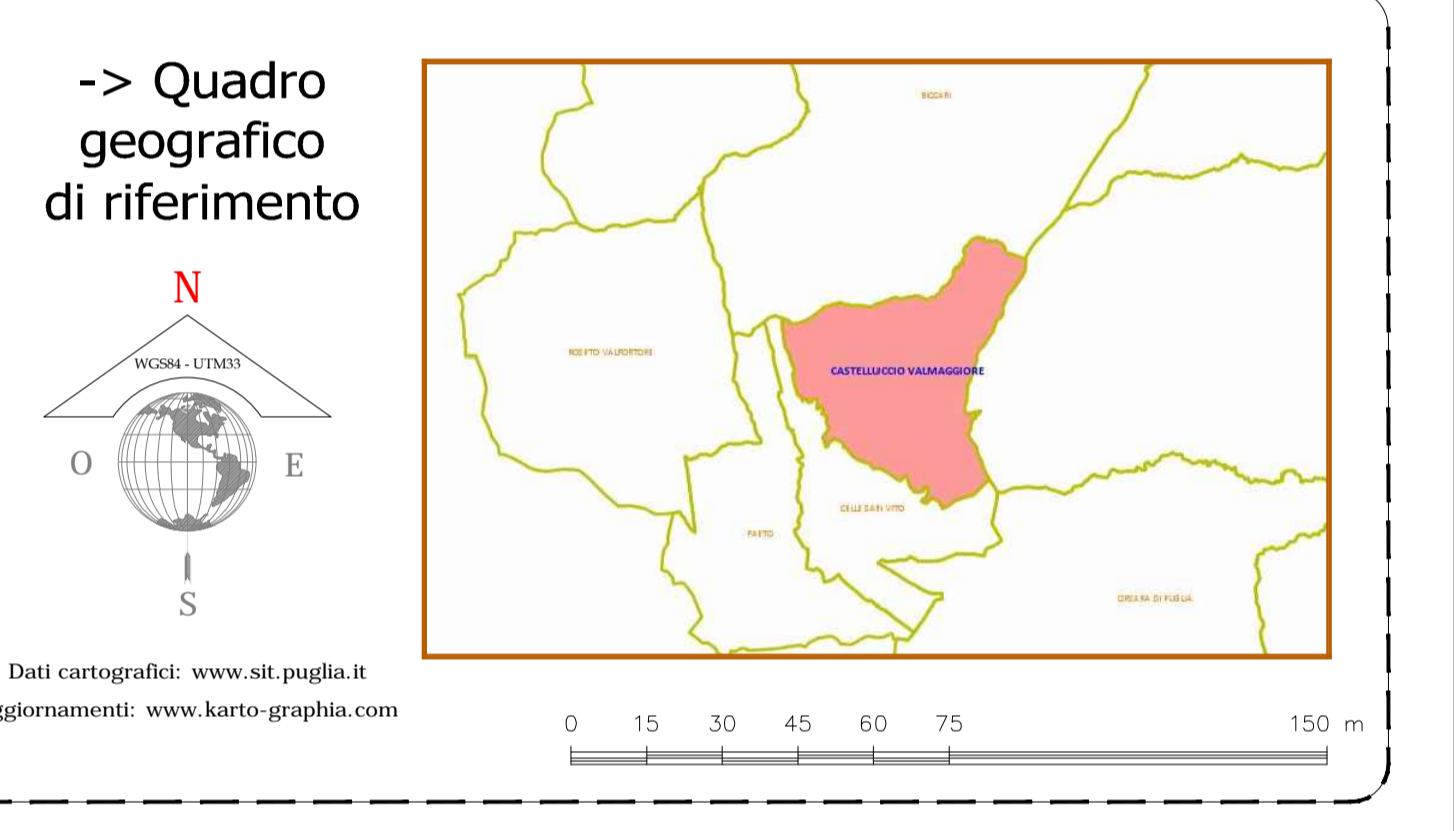 -> Quadro
geografico
di riferimento
N
WGS84 - UTM33
O
E
S
Dati cartografici: www.sit.puglia.it
ggiornamenti: www.karto-graphia.com
BICCARI
ROSETO VALFORTORE
CASTELLUCCIO VALMAGGIORE
CELLE SAN VITO
FAETO
ORSARA DI PUGLIA
0 15 30 45 60 75 150 m